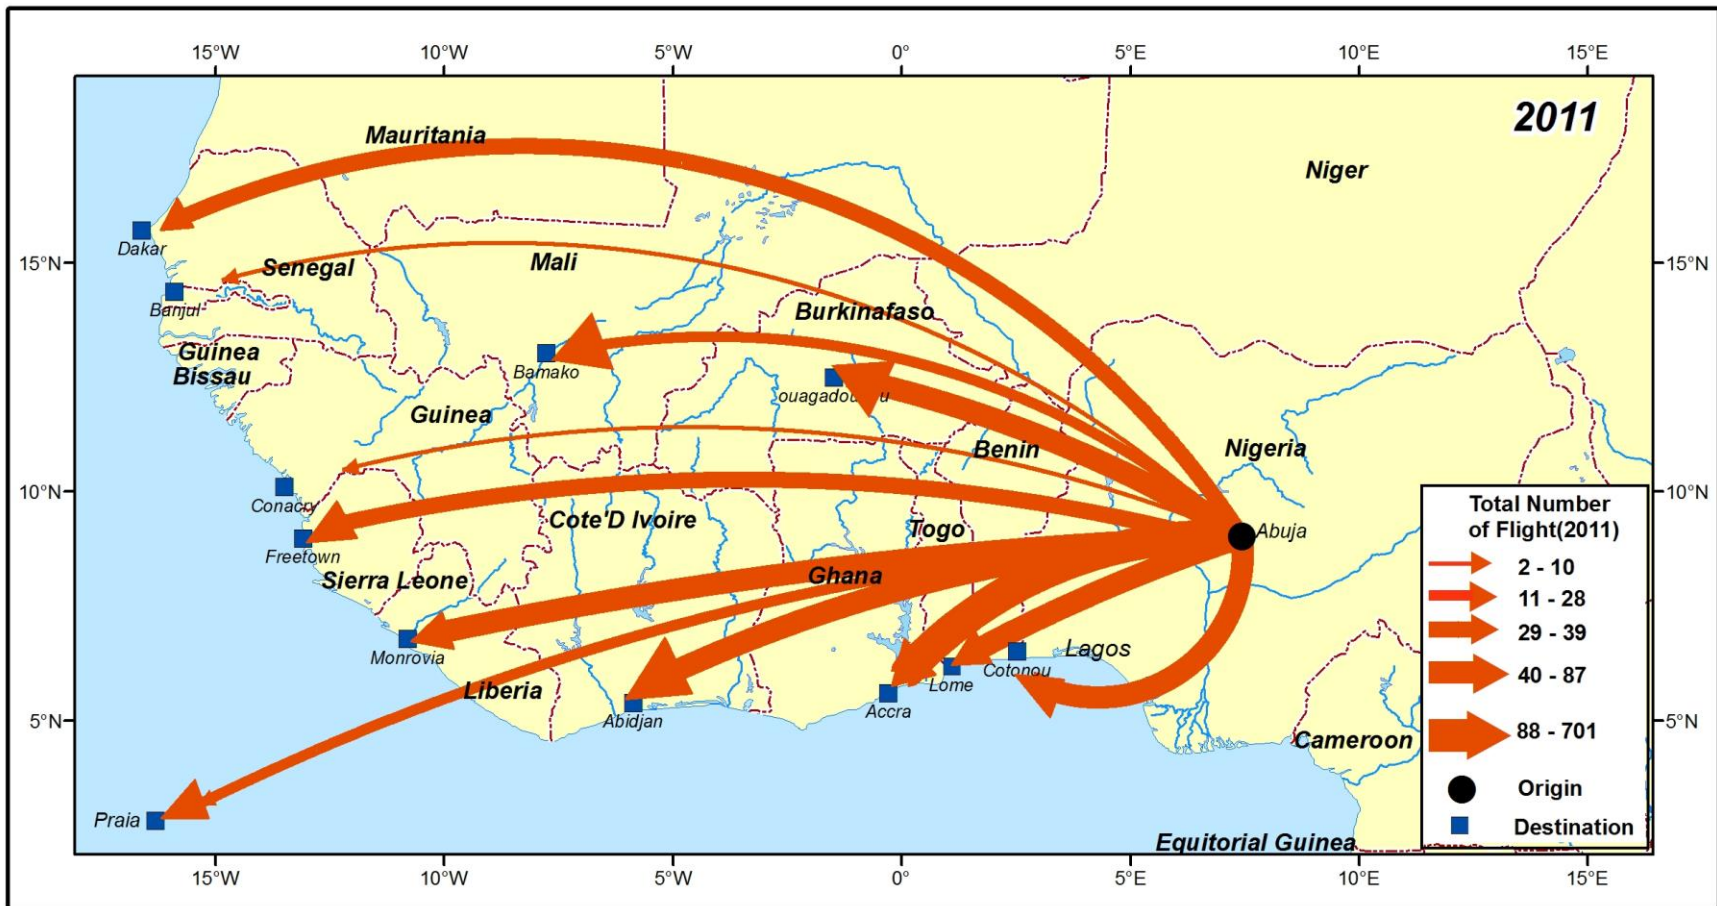 15°W 10°W 5°W 0° 5°E 10°E 15°E
2011
Mauritania
Niger
Dakar
15°N
Senegal
Mali
15°N
Banjul
Burkinafaso
Guinea
Bissau
Bamako
Guinea
Benin
Nigeria
10°N
10°N
Conacry
Cote'D Ivoire
Togo
Abuja
Freetown
Sierra Leone
Ghana
Monrovia
Lagos
Cotonou
Lome
Liberia
Abidjan
Accra
5°N
5°N
Cameroon
Praia
Equitorial Guinea
Total Number
of Flight(2011)
2 - 10
11 - 28
29 - 39
40 - 87
88 - 701
Origin
Destination
15°W 10°W 5°W 0° 5°E 10°E 15°E